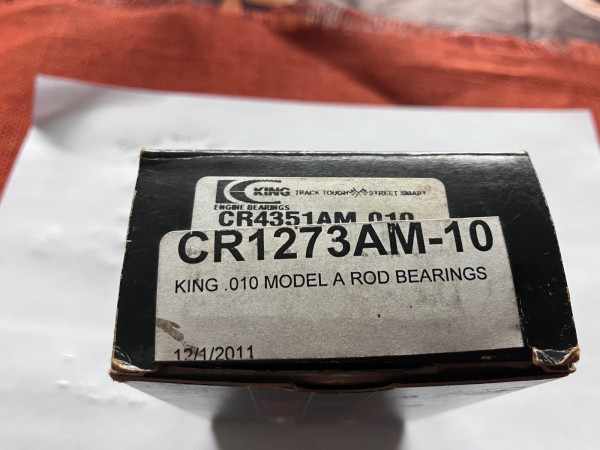 KING TRACK TOUGH STREET SMART
ENGINE BEARINGS
CR4351AM 010
CR1273AM-10
KING .010 MODEL A ROD BEARINGS
12/1/2011